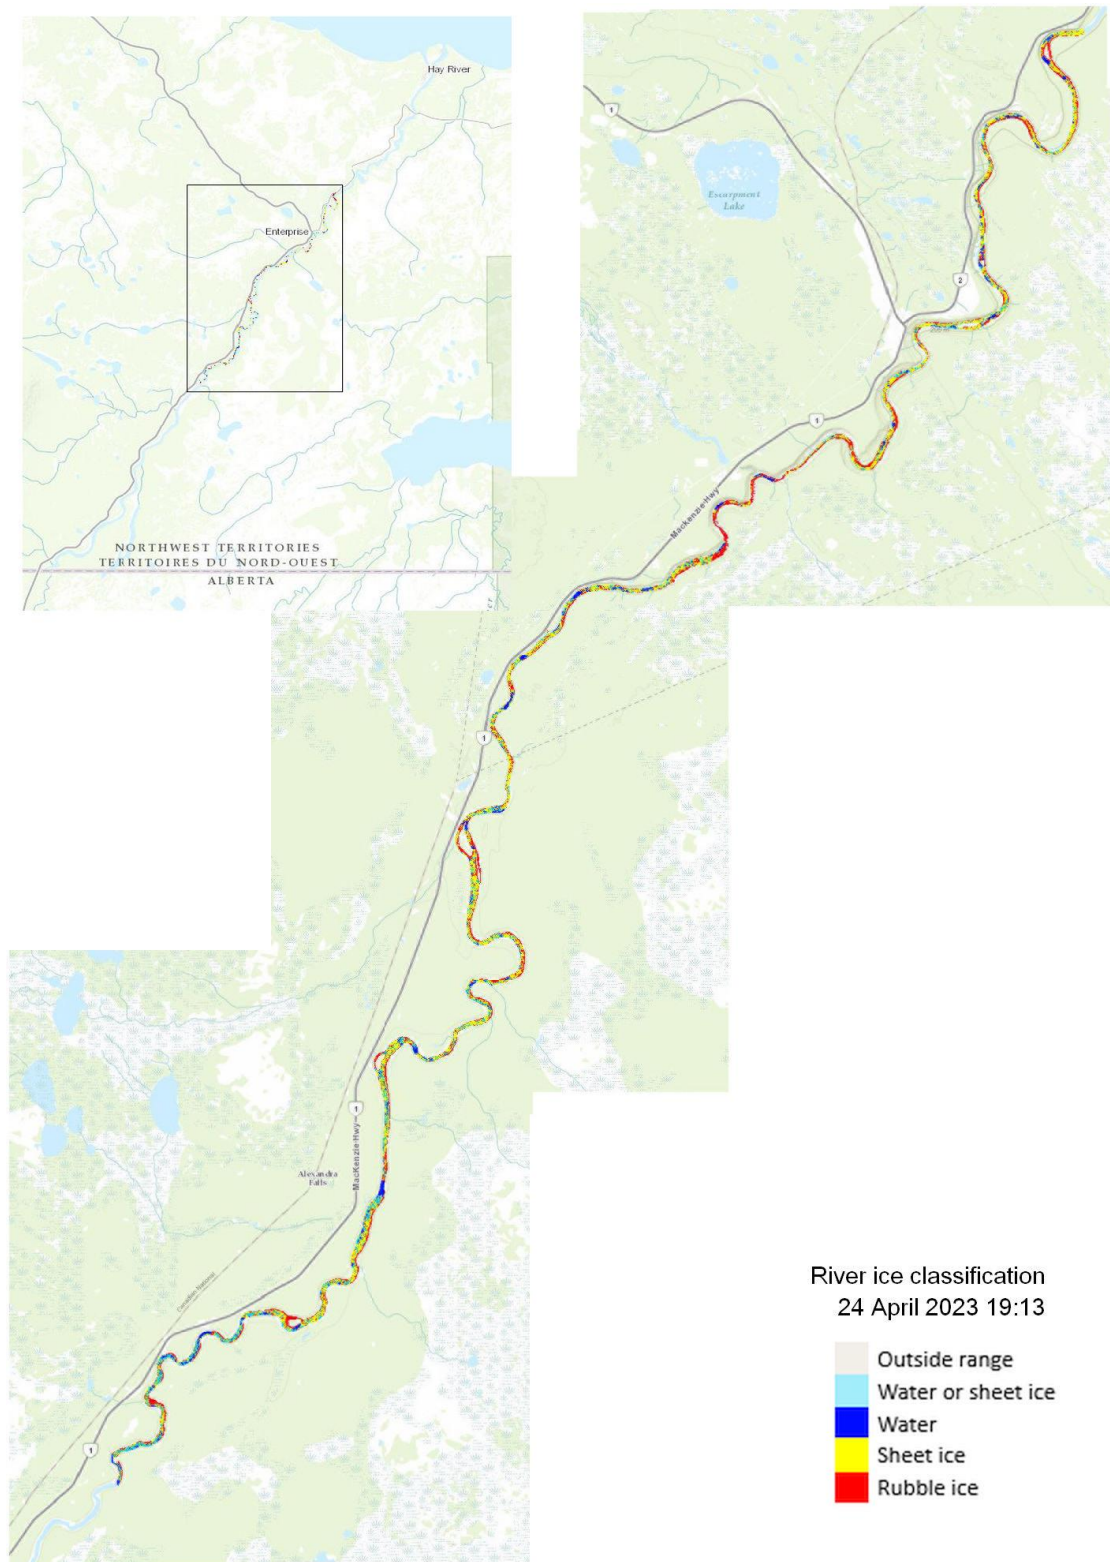 Hay River
Enterprise
NORTHWEST TERRITORIES
TERRITOIRES DU NORD-OUEST
ALBERTA
1
Escarpment
Lake
2
1
Mackenzie-Hwy
1
1
MacKenzie-Hwy
Alexandra
Falls
Canadian National
1
River ice classification
24 April 2023 19:13
Outside range
Water or sheet ice
Water
Sheet ice
Rubble ice